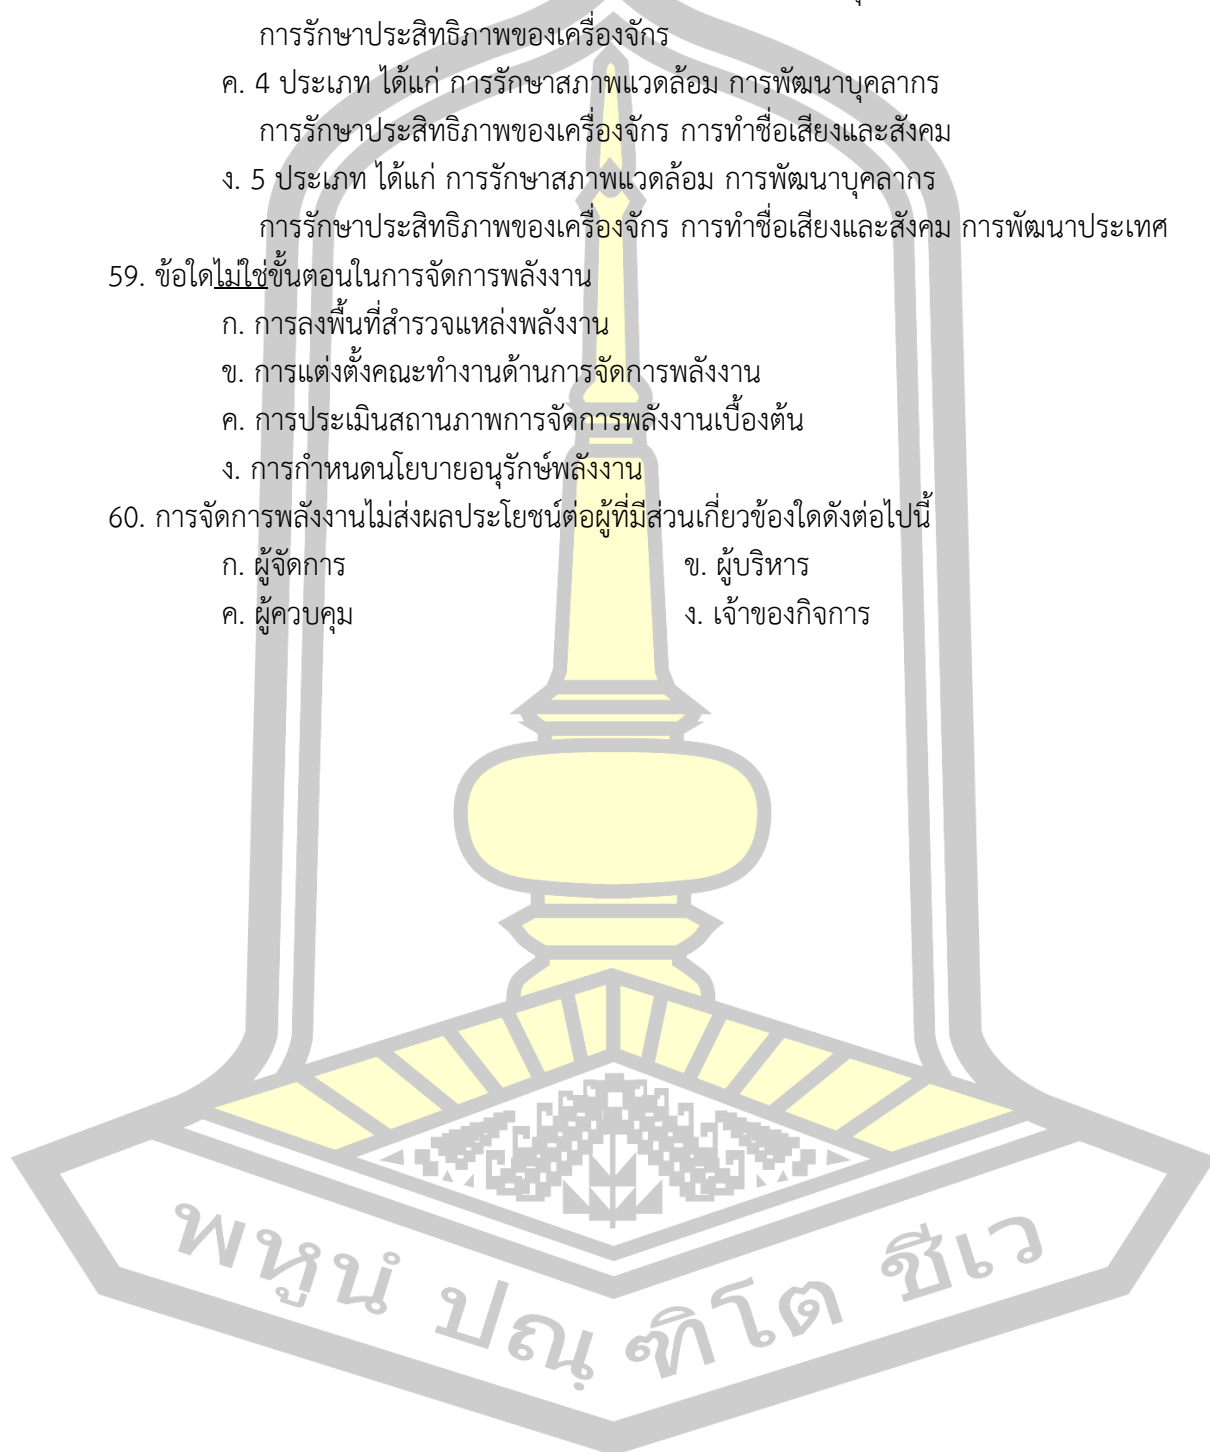 การรักษาประสิทธิภาพของเครื่องจักร
ค. 4 ประเภท ได้แก่ การรักษาสภาพแวดล้อม การพัฒนาบุคลากร
การรักษาประสิทธิภาพของเครื่องจักร การทำชื่อเสียงและสังคม
ง. 5 ประเภท ได้แก่ การรักษาสภาพแวดล้อม การพัฒนาบุคลากร
การรักษาประสิทธิภาพของเครื่องจักร การทำชื่อเสียงและสังคม การพัฒนาประเทศ
59. ข้อใดไม่ใช่ขั้นตอนในการจัดการพลังงาน
ก. การลงพื้นที่สำรวจแหล่งพลังงาน
ข. การแต่งตั้งคณะทำงานด้านการจัดการพลังงาน
ค. การประเมินสถานภาพการจัดการพลังงานเบื้องต้น
ง. การกำหนดนโยบายอนุรักษ์พลังงาน
60. การจัดการพลังงานไม่ส่งผลประโยชน์ต่อผู้ที่มีส่วนเกี่ยวข้องใดดังต่อไปนี้
ก. ผู้จัดการ ข. ผู้บริหาร
ค. ผู้ควบคุม ง. เจ้าของกิจการ
พหูนํ ปณฺฑิโต ชีเว